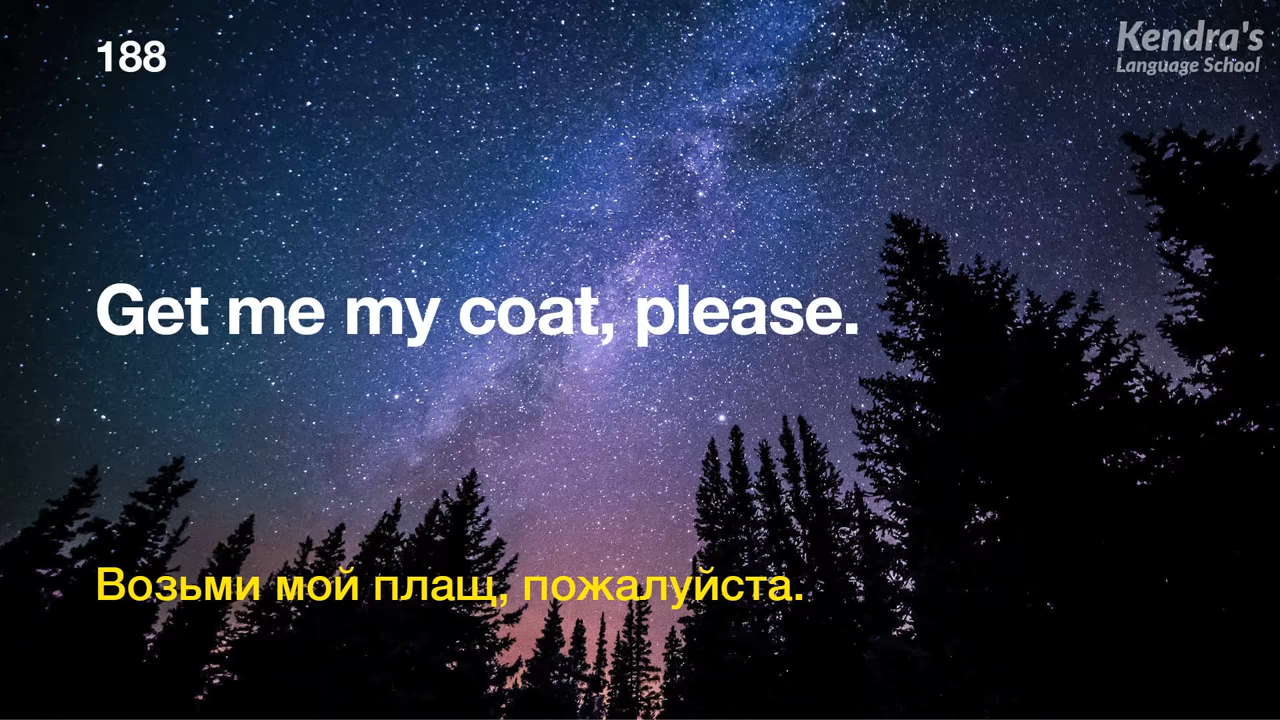 188
Kendra's
Language School
Get me my coat, please.
Возьми мой плащ, пожалуйста.